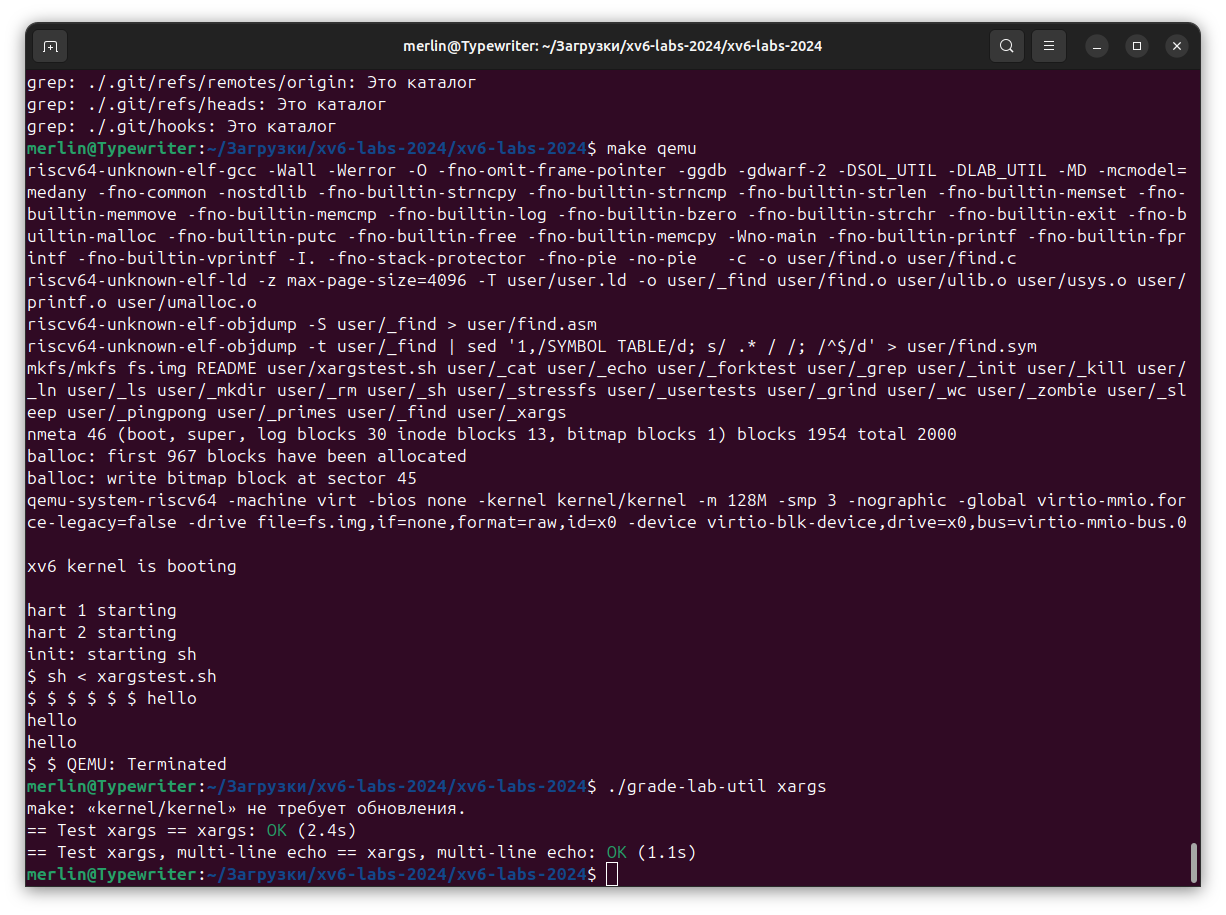 merlin@Typewriter: ~/Загрузки/xv6-labs-2024/xv6-labs-2024
grep: ./.git/refs/remotes/origin: Это каталог
grep: ./.git/refs/heads: Это каталог
grep: ./.git/hooks: Это каталог
merlin@Typewriter:~/Загрузки/xv6-labs-2024/xv6-labs-2024$ make qemu
riscv64-unknown-elf-gcc -Wall -Werror -O -fno-omit-frame-pointer -ggdb -gdwarf-2 -DSOL_UTIL -DLAB_UTIL -MD -mcmodel=
medany -fno-common -nostdlib -fno-builtin-strncpy -fno-builtin-strncmp -fno-builtin-strlen -fno-builtin-memset -fno-
builtin-memmove -fno-builtin-memcmp -fno-builtin-log -fno-builtin-bzero -fno-builtin-strchr -fno-builtin-exit -fno-b
uiltin-malloc -fno-builtin-putc -fno-builtin-free -fno-builtin-memcpy -Wno-main -fno-builtin-printf -fno-builtin-fpr
intf -fno-builtin-vprintf -I. -fno-stack-protector -fno-pie -no-pie   -c -o user/find.o user/find.c
riscv64-unknown-elf-ld -z max-page-size=4096 -T user/user.ld -o user/_find user/find.o user/ulib.o user/usys.o user/
printf.o user/umalloc.o
riscv64-unknown-elf-objdump -S user/_find > user/find.asm
riscv64-unknown-elf-objdump -t user/_find | sed '1,/SYMBOL TABLE/d; s/ .* / /; /^$/d' > user/find.sym
mkfs/mkfs fs.img README user/xargstest.sh user/_cat user/_echo user/_forktest user/_grep user/_init user/_kill user/
_ln user/_ls user/_mkdir user/_rm user/_sh user/_stressfs user/_usertests user/_grind user/_wc user/_zombie user/_sl
eep user/_pingpong user/_primes user/_find user/_xargs
nmeta 46 (boot, super, log blocks 30 inode blocks 13, bitmap blocks 1) blocks 1954 total 2000
balloc: first 967 blocks have been allocated
balloc: write bitmap block at sector 45
qemu-system-riscv64 -machine virt -bios none -kernel kernel/kernel -m 128M -smp 3 -nographic -global virtio-mmio.for
ce-legacy=false -drive file=fs.img,if=none,format=raw,id=x0 -device virtio-blk-device,drive=x0,bus=virtio-mmio-bus.0
xv6 kernel is booting
hart 1 starting
hart 2 starting
init: starting sh
$ sh < xargstest.sh
$ $ $ $ $ $ hello
hello
hello
$ $ QEMU: Terminated
merlin@Typewriter:~/Загрузки/xv6-labs-2024/xv6-labs-2024$ ./grade-lab-util xargs
make: «kernel/kernel» не требует обновления.
== Test xargs == xargs: OK (2.4s)
== Test xargs, multi-line echo == xargs, multi-line echo: OK (1.1s)
merlin@Typewriter:~/Загрузки/xv6-labs-2024/xv6-labs-2024$